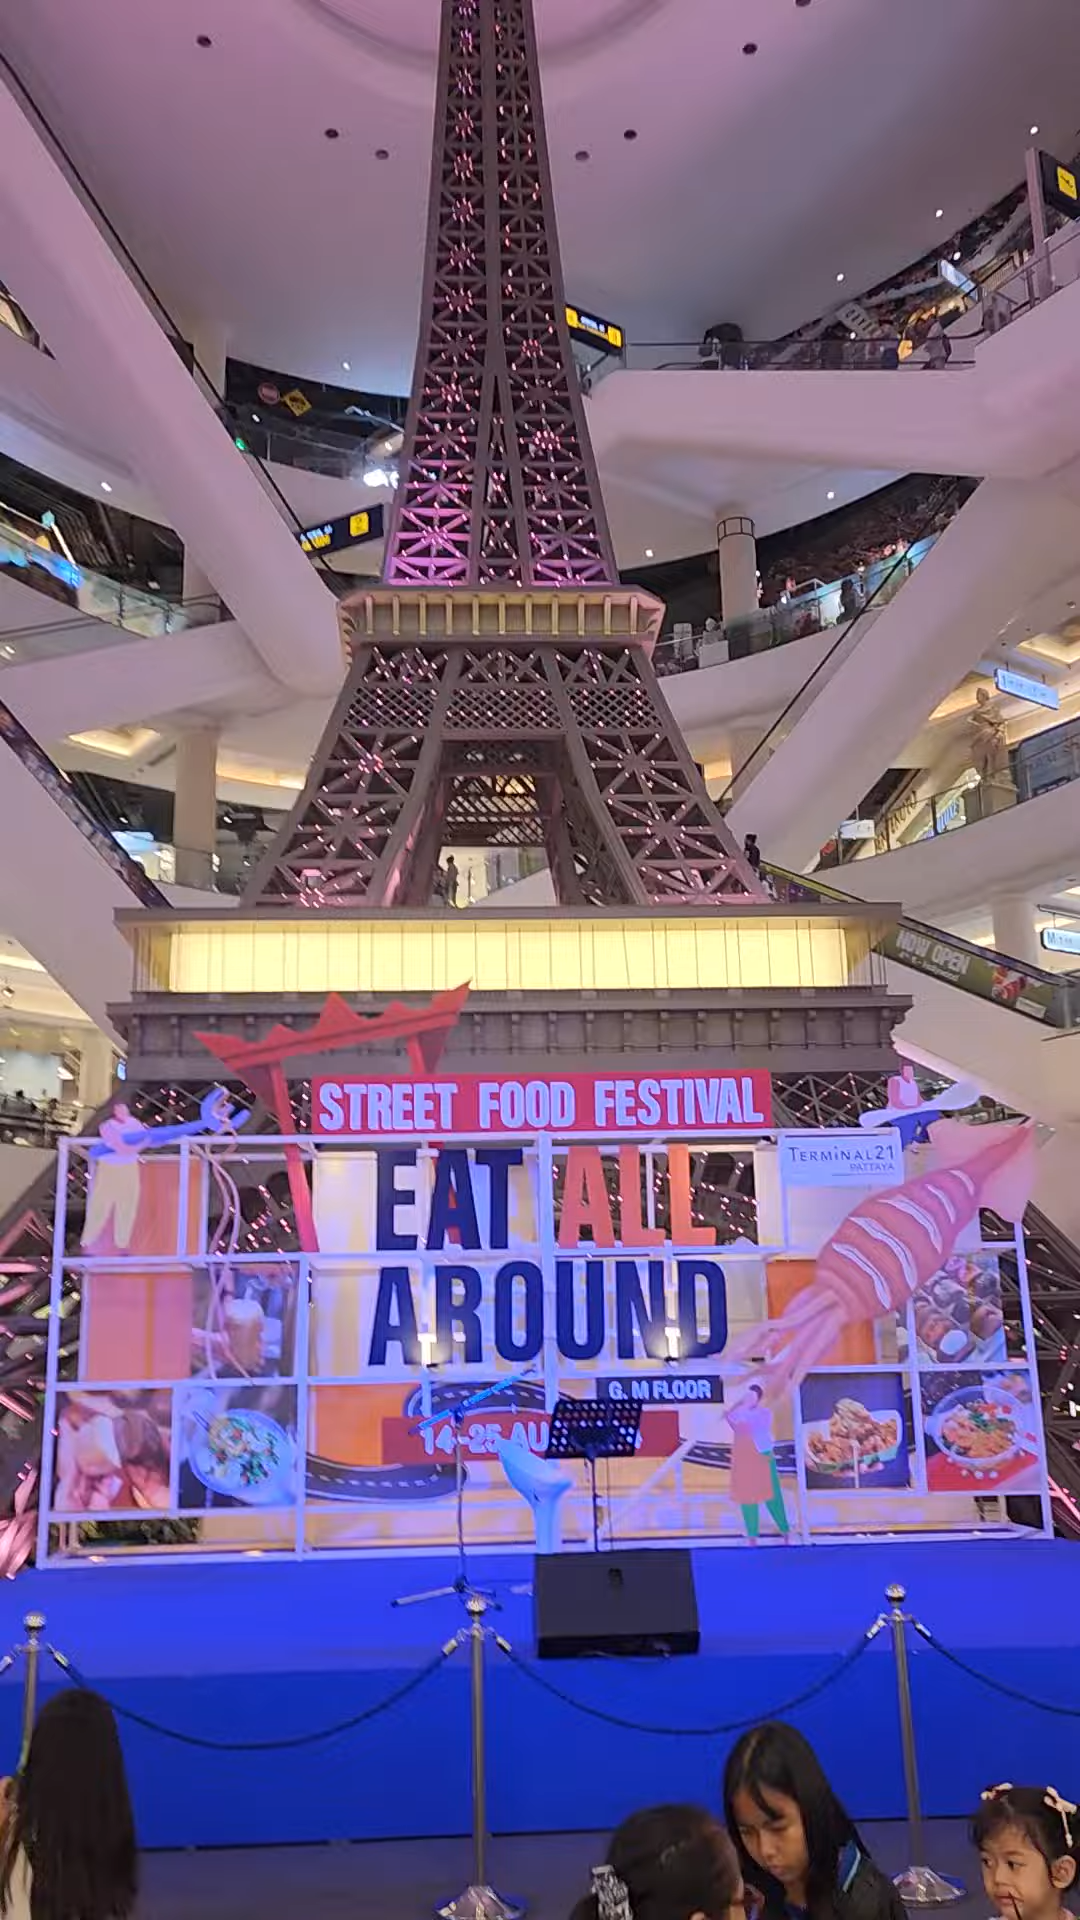 NOW OPEN
STREET FOOD FESTIVAL
TERMINAL21
PATTAYA
EAT ALL
AROUND
G, M FLOOR
14-25 AU